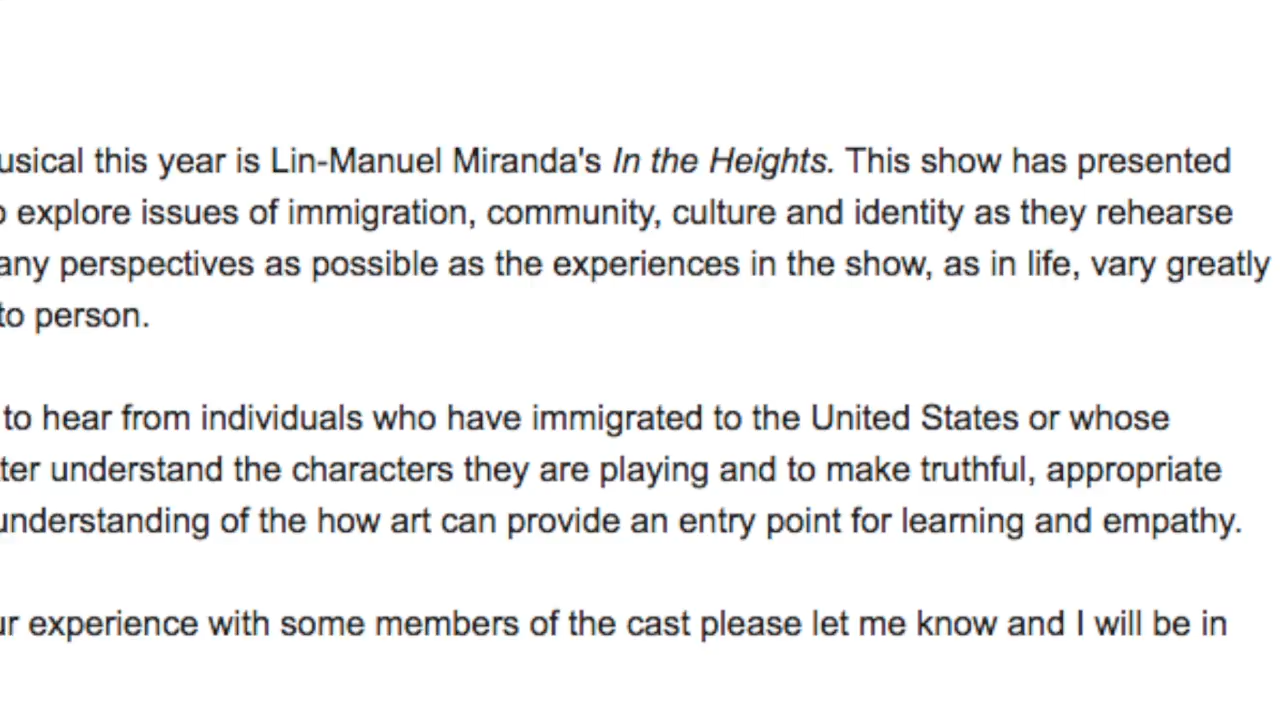 usical this year is Lin-Manuel Miranda's In the Heights. This show has presented
o explore issues of immigration, community, culture and identity as they rehearse
any perspectives as possible as the experiences in the show, as in life, vary greatly
to person.
to hear from individuals who have immigrated to the United States or whose
ter understand the characters they are playing and to make truthful, appropriate
understanding of the how art can provide an entry point for learning and empathy.
ur experience with some members of the cast please let me know and I will be in